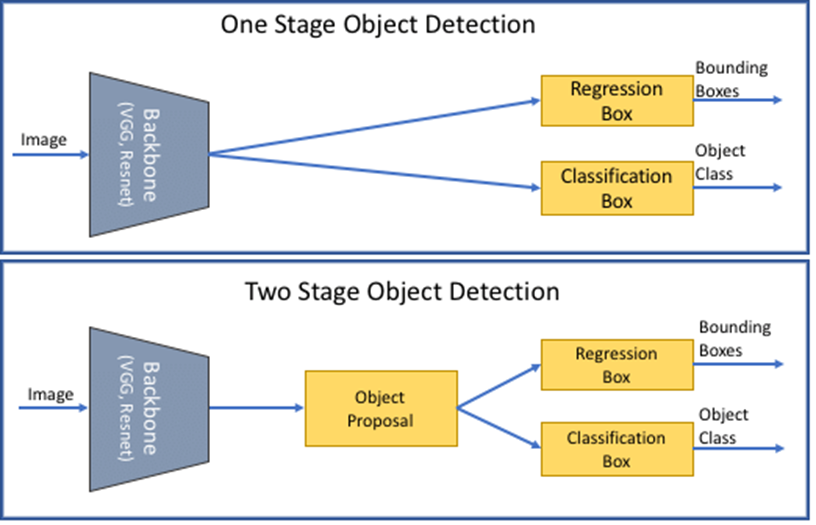 One Stage Object Detection
Image
Backbone
(VGG, Resnet)
Regression
Box
Bounding
Boxes
Classification
Box
Object
Class
Two Stage Object Detection
Image
Backbone
(VGG, Resnet)
Object
Proposal
Regression
Box
Bounding
Boxes
Classification
Box
Object
Class